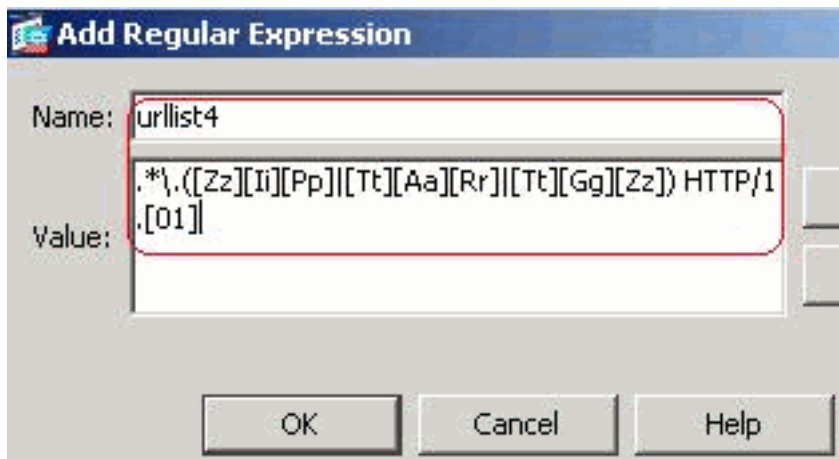 Add Regular Expression
Name: urllist4
Value: .*\.([Zz][Ii][Pp]|[Tt][Aa][Rr]|[Tt][Gg][Zz]) HTTP/1
.[01]
OK Cancel Help